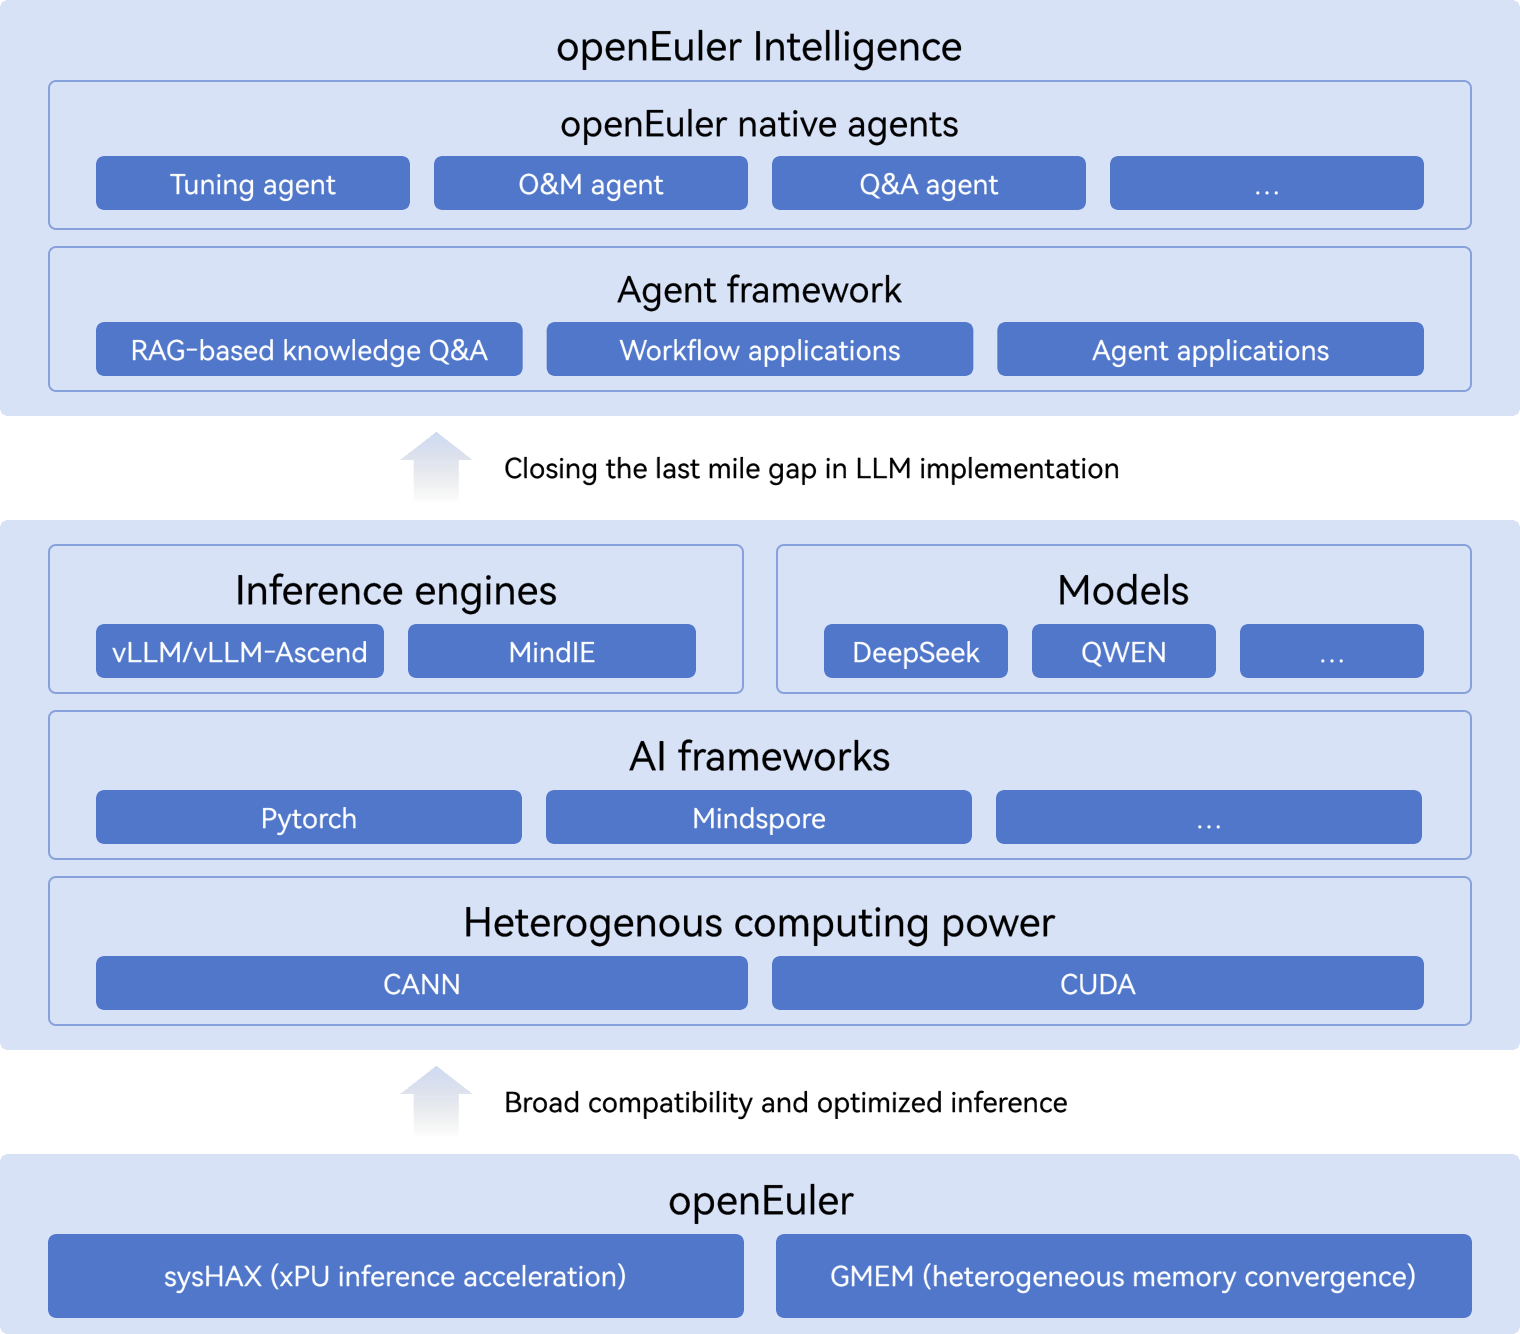 openEuler Intelligence
openEuler native agents
Tuning agent
O&M agent
Q&A agent
...
Agent framework
RAG-based knowledge Q&A
Workflow applications
Agent applications
Closing the last mile gap in LLM implementation
Inference engines
vLLM/vLLM-Ascend
MindIE
Models
DeepSeek
QWEN
...
AI frameworks
Pytorch
Mindspore
...
Heterogenous computing power
CANN
CUDA
Broad compatibility and optimized inference
openEuler
sysHAX (xPU inference acceleration)
GMEM (heterogeneous memory convergence)